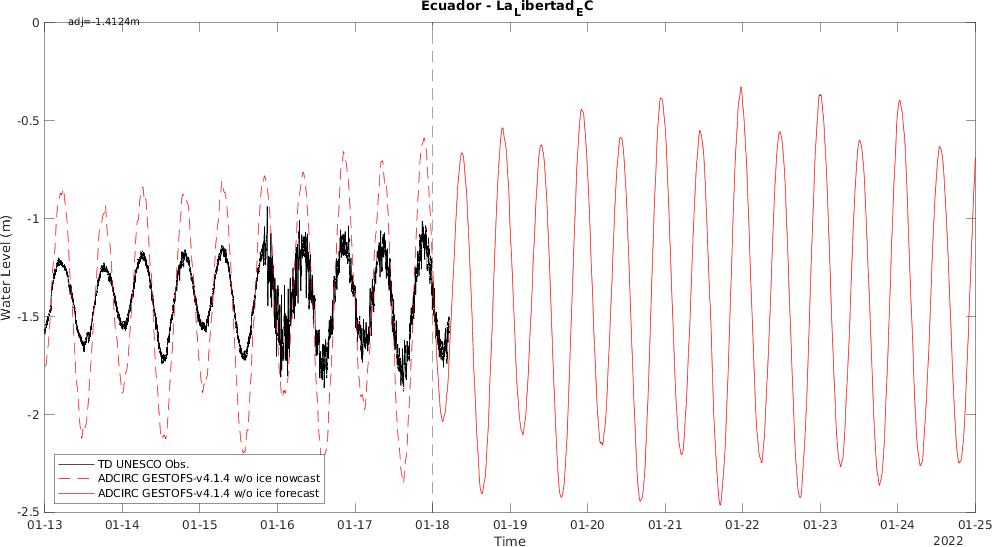 Ecuador - LaLibertadEC
adj=-1.4124m
0
-0.5
-1
-1.5
-2
-2.5
Water Level (m)
TD UNESCO Obs.
ADCIRC GESTOFS-v4.1.4 w/o ice nowcast
ADCIRC GESTOFS-v4.1.4 w/o ice forecast
01-13 01-14 01-15 01-16 01-17 01-18 01-19 01-20 01-21 01-22 01-23 01-24 01-25
Time
2022